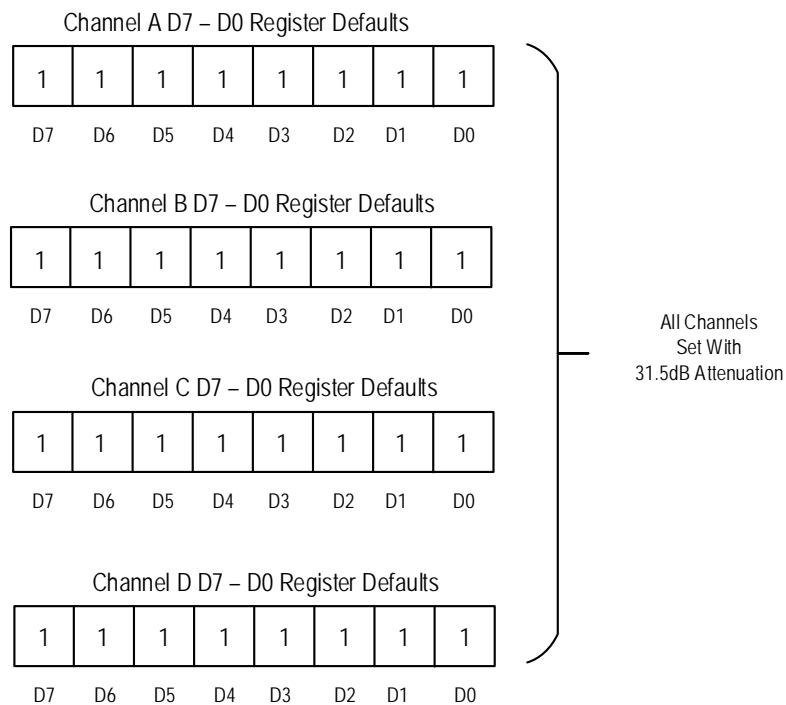 Channel A D7 – D0 Register Defaults
1 1 1 1 1 1 1 1
D7 D6 D5 D4 D3 D2 D1 D0
Channel B D7 – D0 Register Defaults
1 1 1 1 1 1 1 1
D7 D6 D5 D4 D3 D2 D1 D0
Channel C D7 – D0 Register Defaults
1 1 1 1 1 1 1 1
D7 D6 D5 D4 D3 D2 D1 D0
Channel D D7 – D0 Register Defaults
1 1 1 1 1 1 1 1
D7 D6 D5 D4 D3 D2 D1 D0
All Channels
Set With
31.5dB Attenuation